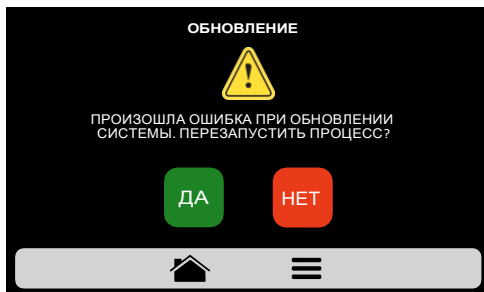 ОБНОВЛЕНИЕ
ПРОИЗОШЛА ОШИБКА ПРИ ОБНОВЛЕНИИ
СИСТЕМЫ. ПЕРЕЗАПУСТИТЬ ПРОЦЕСС?
ДА НЕТ